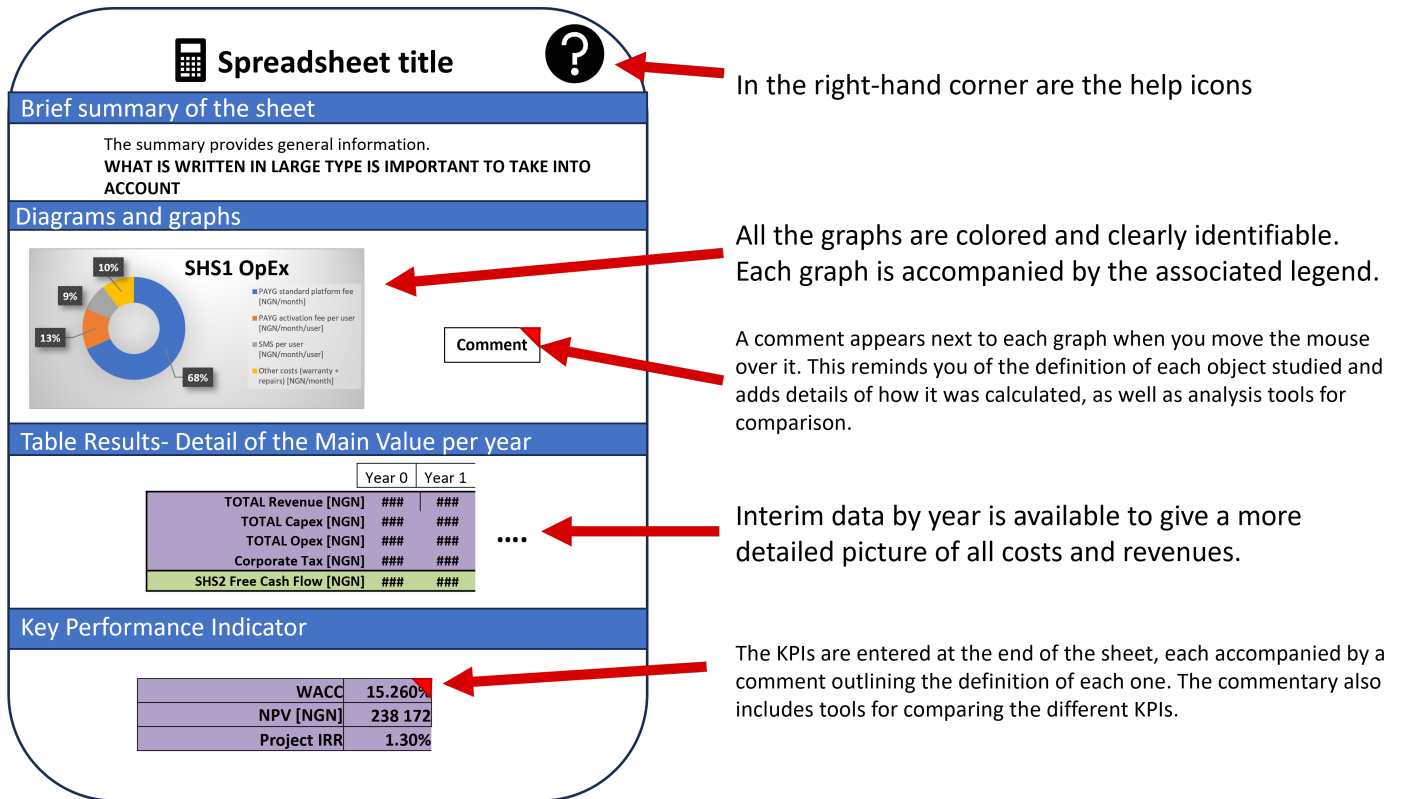 Spreadsheet title
?
In the right-hand corner are the help icons
Brief summary of the sheet
The summary provides general information.
WHAT IS WRITTEN IN LARGE TYPE IS IMPORTANT TO TAKE INTO
ACCOUNT
Diagrams and graphs
All the graphs are colored and clearly identifiable.
Each graph is accompanied by the associated legend.
SHS1 OpEx
10%
9%
13%
68%
PAYG standard platform fee
[NGN/month]
PAYG activation fee per user
[NGN/month/user]
SMS per user
[NGN/month/user]
Other costs (warranty +
repairs) [NGN/month]
Comment
A comment appears next to each graph when you move the mouse
over it. This reminds you of the definition of each object studied and
adds details of how it was calculated, as well as analysis tools for
comparison.
Table Results- Detail of the Main Value per year
Year 0 Year 1
TOTAL Revenue [NGN] ### ###
TOTAL Capex [NGN] ### ###
TOTAL Opex [NGN] ### ###
Corporate Tax [NGN] ### ###
SHS2 Free Cash Flow [NGN] ### ###
....
Interim data by year is available to give a more
detailed picture of all costs and revenues.
Key Performance Indicator
WACC 15.260%
NPV [NGN] 238 172
Project IRR 1.30%
The KPIs are entered at the end of the sheet, each accompanied by a
comment outlining the definition of each one. The commentary also
includes tools for comparing the different KPIs.